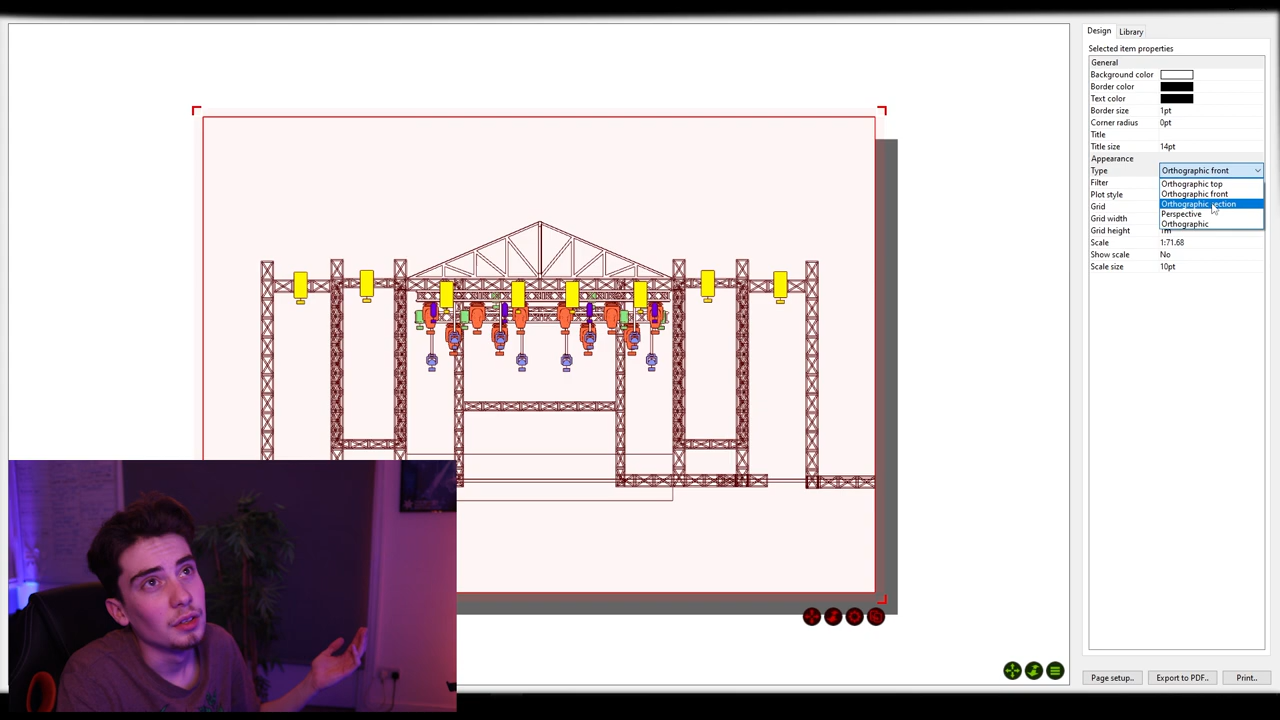 Design Library
Selected item properties
General
Background color
Border color
Text color
Border size 1pt
Corner radius 0pt
Title
Title size 14pt
Appearance
Type Orthographic front
Filter Orthographic top
Plot style Orthographic front
Grid Orthographic section
Grid width Perspective
Orthographic
Grid height 1m
Scale 1:71.68
Show scale No
Scale size 10pt
Page setup.. Export to PDF.. Print..